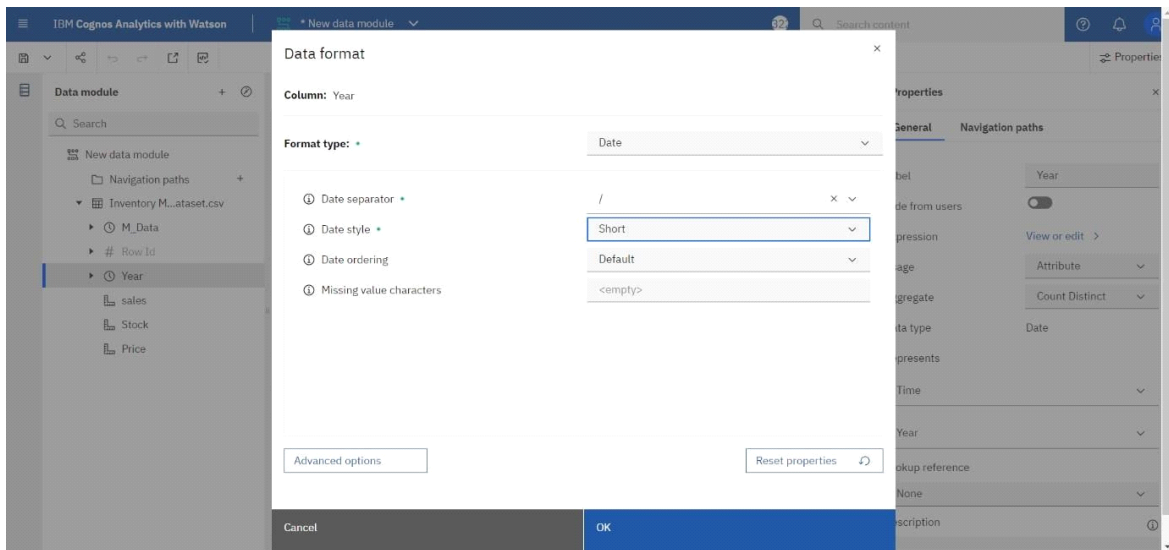 IBM Cognos Analytics with Watson
* New data module
Search content
Properties
Data module
Search
New data module
Navigation paths
Inventory M...ataset.csv
M_Data
# Row Id
Year
sales
Stock
Price
Data format
Column: Year
Format type:
Date
Date separator
/
Date style
Short
Date ordering
Default
Missing value characters
<empty>
Advanced options
Reset properties
Cancel
OK
Properties
General Navigation paths
bel
Year
de from users
pression
View or edit >
age
Attribute
gregate
Count Distinct
ta type
Date
presents
Time
Year
okup reference
None
scription